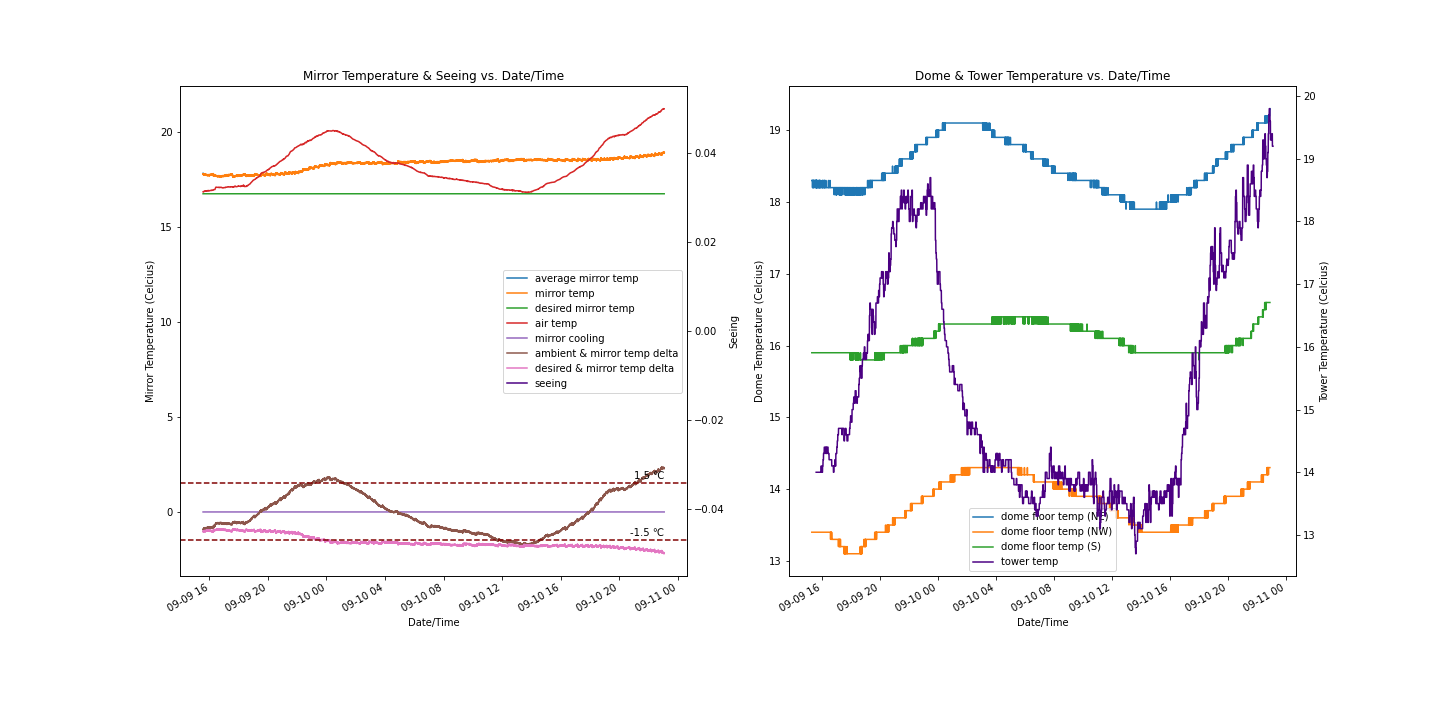 Mirror Temperature & Seeing vs. Date/Time
Mirror Temperature (Celcius)
20
15
10
5
0
0.04
0.02
0.00
−0.02
−0.04
Seeing
average mirror temp
mirror temp
desired mirror temp
air temp
mirror cooling
ambient & mirror temp delta
desired & mirror temp delta
seeing
1.5 °C
-1.5 °C
09-09 16
09-09 20
09-10 00
09-10 04
09-10 08
09-10 12
09-10 16
09-10 20
09-11 00
Date/Time
Dome & Tower Temperature vs. Date/Time
Dome Temperature (Celcius)
19
18
17
16
15
14
13
20
19
18
17
16
15
14
13
Tower Temperature (Celcius)
dome floor temp (NE)
dome floor temp (NW)
dome floor temp (S)
tower temp
09-09 16
09-09 20
09-10 00
09-10 04
09-10 08
09-10 12
09-10 16
09-10 20
09-11 00
Date/Time